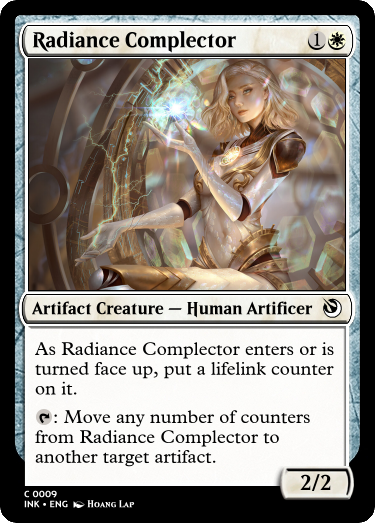 Radiance Complector 1
Artifact Creature — Human Artificer
As Radiance Complector enters or is
turned face up, put a lifelink counter
on it.
: Move any number of counters
from Radiance Complector to
another target artifact.
2/2
C 0009
INK • ENG Hoang Lap